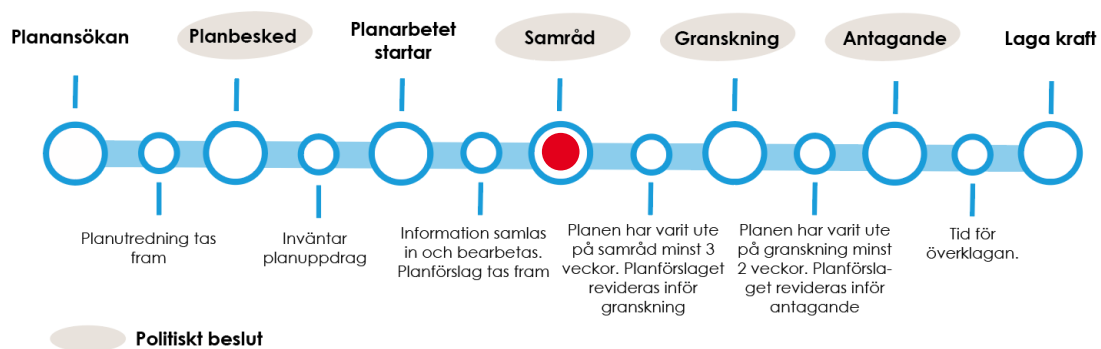 Planansökan
Planbesked
Planarbetet
startar
Samråd
Granskning
Antagande
Laga kraft
Planutredning tas
fram
Inväntar
planuppdrag
Information samlas
in och bearbetas.
Planförslag tas fram
Planen har varit ute
på samråd minst 3
veckor. Planförslaget
revideras inför
granskning
Planen har varit ute
på granskning minst
2 veckor. Planförsla-
get revideras inför
antagande
Tid för
överklagan.
Politiskt beslut